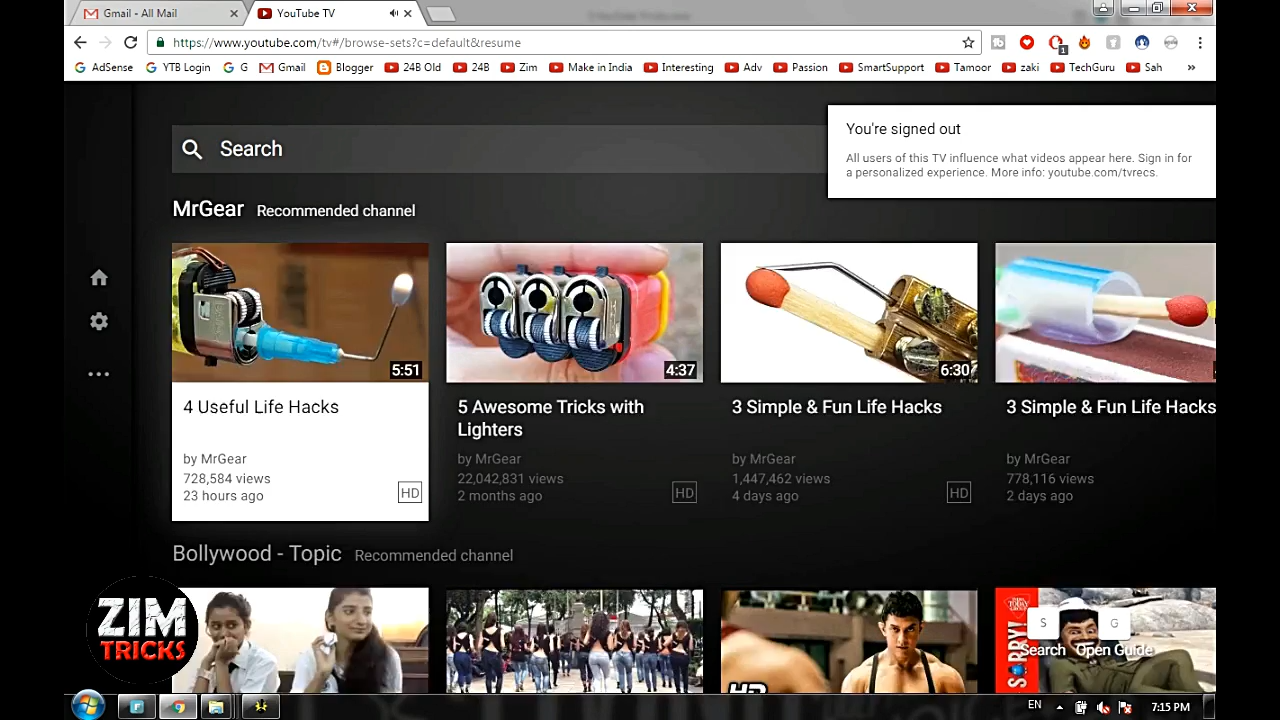 Gmail - All Mail
YouTube TV
https://www.youtube.com/tv#/browse-sets?c=default&resume
1
AdSense YTB Login G Gmail Blogger 24B Old 24B Zim Make in India Interesting Adv Passion SmartSupport Tamoor zaki TechGuru Sah »
Search
You're signed out
All users of this TV influence what videos appear here. Sign in for
a personalized experience. More info: youtube.com/tvrecs.
MrGear Recommended channel
5:51
4:37
6:30
4 Useful Life Hacks
by MrGear
728,584 views
23 hours ago
HD
5 Awesome Tricks with
Lighters
by MrGear
22,042,831 views
2 months ago
HD
3 Simple & Fun Life Hacks
by MrGear
1,447,462 views
4 days ago
HD
3 Simple & Fun Life Hacks
by MrGear
778,116 views
2 days ago
Bollywood - Topic Recommended channel
ZIM
TRICKS
HD
SORRY!
S
Search
G
Open Guide
EN
7:15 PM